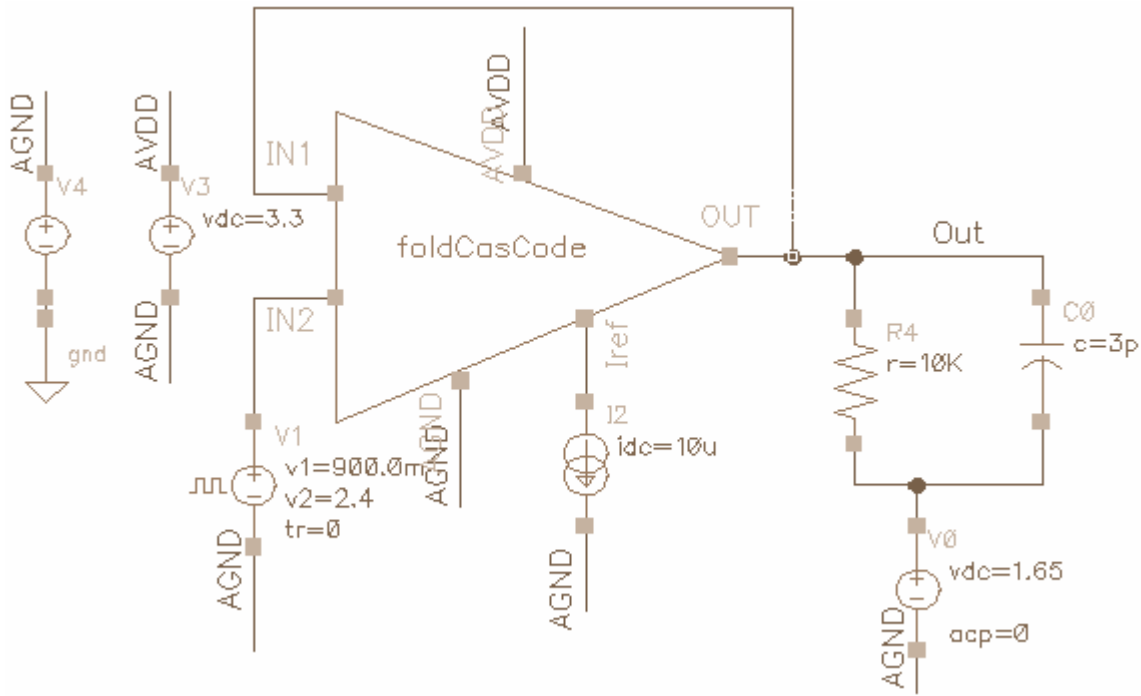 AGND
V4
gnd
AVDD
V3
vdc=3.3
AGND
IN1
IN2
AVDD
AVDD
foldCasCode
OUT
Out
Iref
AGND
AGND
V1
v1=900.0m
v2=2.4
tr=0
AGND
I2
idc=10u
AGND
R4
r=10K
C0
c=3p
V0
vdc=1.65
acp=0
AGND